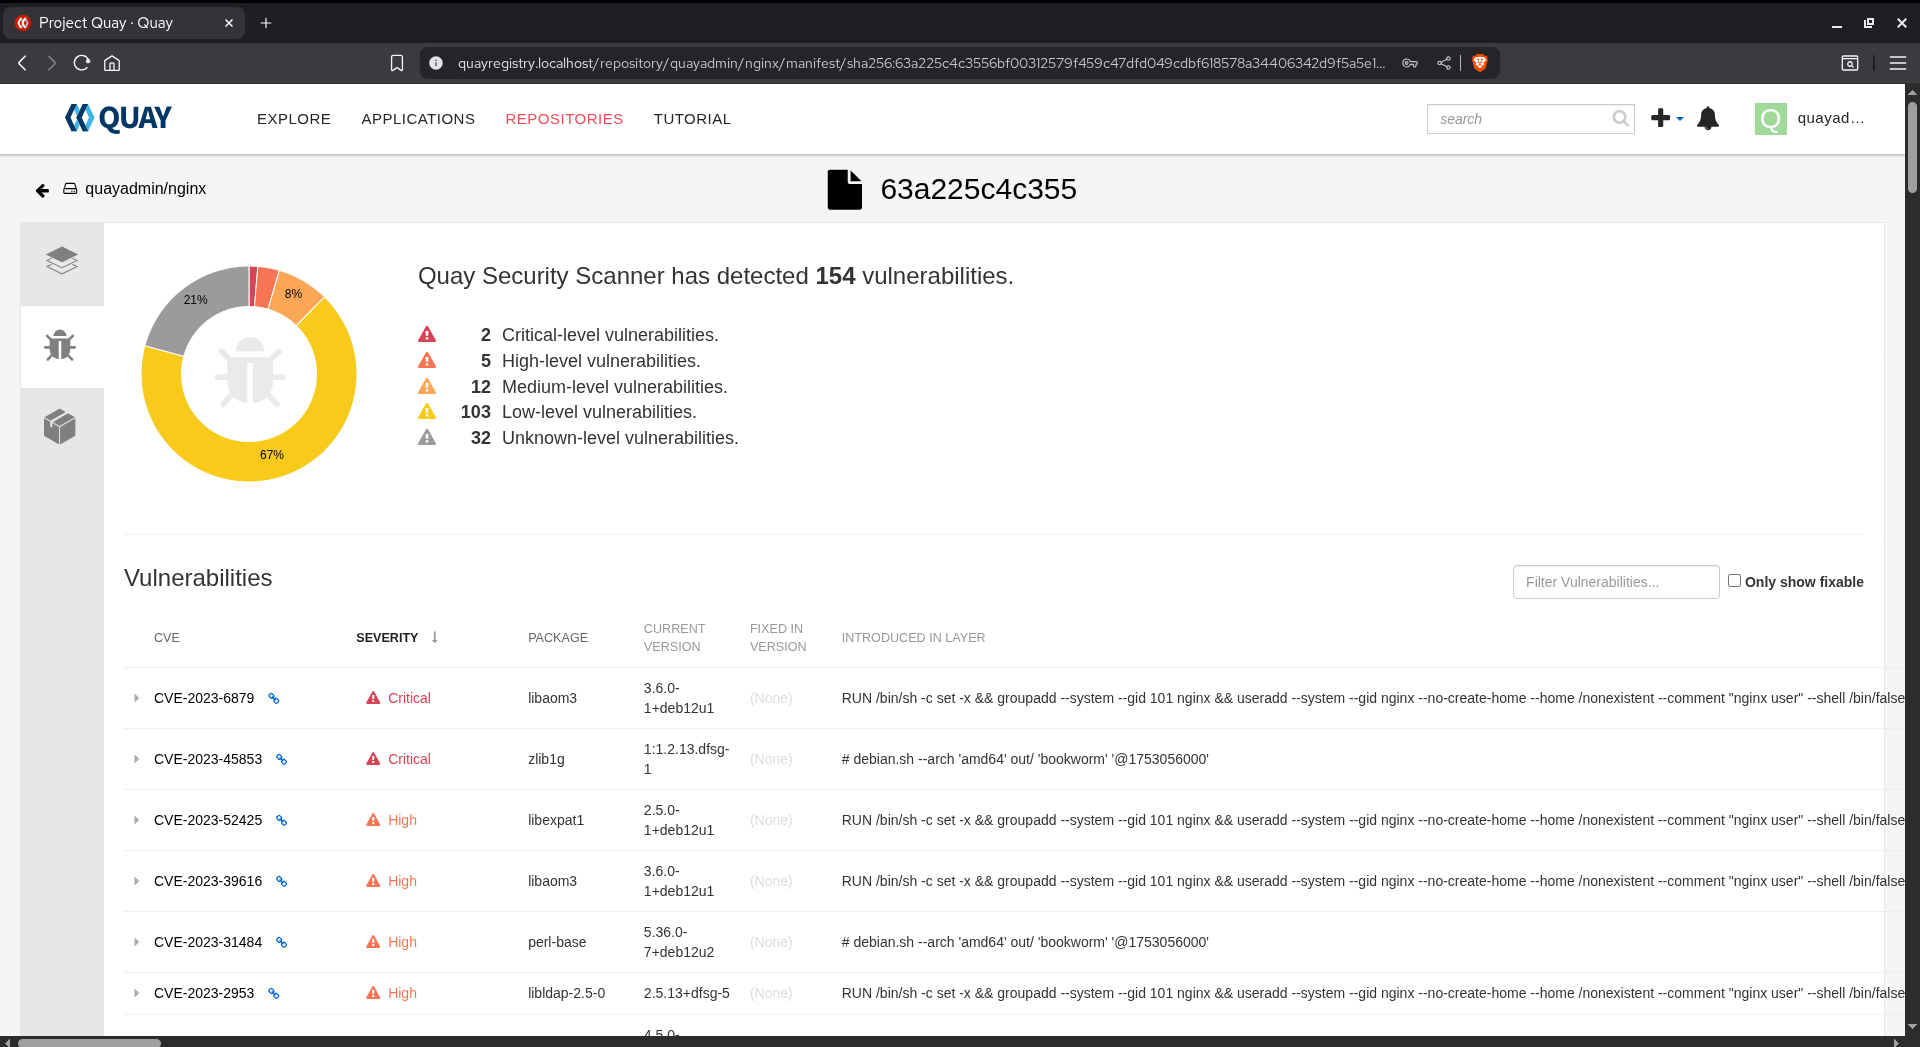 Project Quay · Quay
quayregistry.localhost/repository/quayadmin/nginx/manifest/sha256:63a225c4c3556bf00312579f459c47dfd049cdbf618578a34406342d9f5a5e1...
QUAY
EXPLORE APPLICATIONS REPOSITORIES TUTORIAL
search
Q quayad...
quayadmin/nginx
63a225c4c355
Quay Security Scanner has detected 154 vulnerabilities.
21%
8%
67%
2 Critical-level vulnerabilities.
5 High-level vulnerabilities.
12 Medium-level vulnerabilities.
103 Low-level vulnerabilities.
32 Unknown-level vulnerabilities.
Vulnerabilities
Filter Vulnerabilities... Only show fixable
CVE SEVERITY PACKAGE CURRENT VERSION FIXED IN VERSION INTRODUCED IN LAYER
CVE-2023-6879 Critical libaom3 3.6.0-1+deb12u1 (None) RUN /bin/sh -c set -x && groupadd --system --gid 101 nginx && useradd --system --gid nginx --no-create-home --home /nonexistent --comment "nginx user" --shell /bin/false
CVE-2023-45853 Critical zlib1g 1:1.2.13.dfsg-1 (None) # debian.sh --arch 'amd64' out/ 'bookworm' '@1753056000'
CVE-2023-52425 High libexpat1 2.5.0-1+deb12u1 (None) RUN /bin/sh -c set -x && groupadd --system --gid 101 nginx && useradd --system --gid nginx --no-create-home --home /nonexistent --comment "nginx user" --shell /bin/false
CVE-2023-39616 High libaom3 3.6.0-1+deb12u1 (None) RUN /bin/sh -c set -x && groupadd --system --gid 101 nginx && useradd --system --gid nginx --no-create-home --home /nonexistent --comment "nginx user" --shell /bin/false
CVE-2023-31484 High perl-base 5.36.0-7+deb12u2 (None) # debian.sh --arch 'amd64' out/ 'bookworm' '@1753056000'
CVE-2023-2953 High libldap-2.5-0 2.5.13+dfsg-5 (None) RUN /bin/sh -c set -x && groupadd --system --gid 101 nginx && useradd --system --gid nginx --no-create-home --home /nonexistent --comment "nginx user" --shell /bin/false